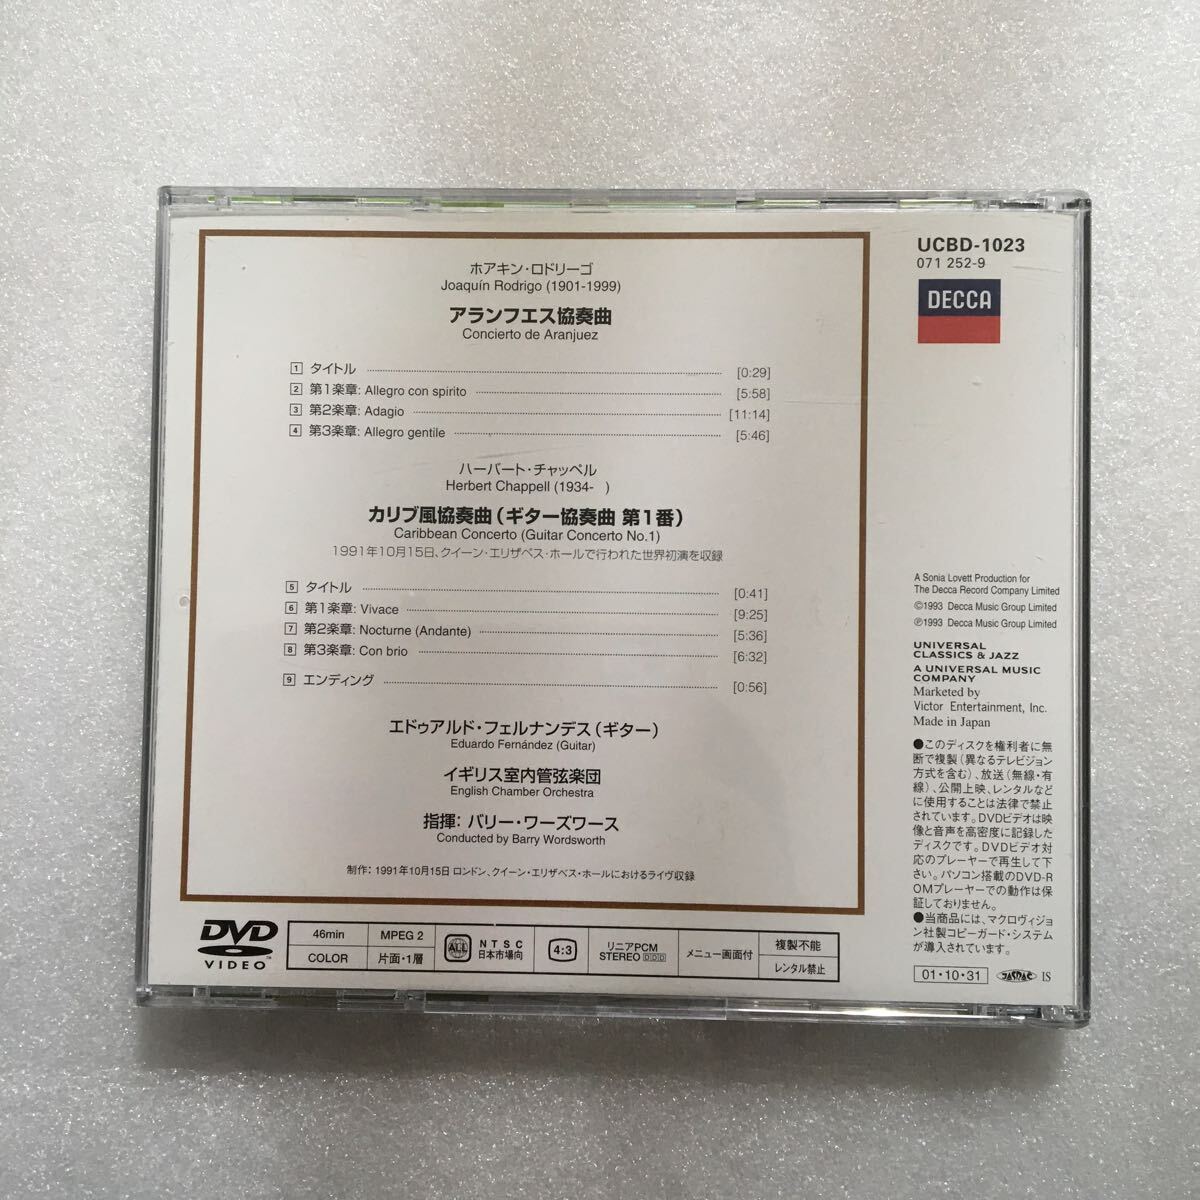 ホアキン・ロドリーゴ
Joaquín Rodrigo (1901-1999)
アランフエス協奏曲
Concierto de Aranjuez
1 タイトル [0:29]
2 第1楽章: Allegro con spirito [5:58]
3 第2楽章: Adagio [11:14]
4 第3楽章: Allegro gentile [5:46]
ハーバート・チャッペル
Herbert Chappell (1934- )
カリブ風協奏曲(ギター協奏曲 第1番)
Caribbean Concerto (Guitar Concerto No.1)
1991年10月15日、クイーン・エリザベス・ホールで行われた世界初演を収録
5 タイトル [0:41]
6 第1楽章: Vivace [9:25]
7 第2楽章: Nocturne (Andante) [5:36]
8 第3楽章: Con brio [6:32]
9 エンディング [0:56]
エドゥアルド・フェルナンデス(ギター)
Eduardo Fernández (Guitar)
イギリス室内管弦楽団
English Chamber Orchestra
指揮: バリー・ワーズワース
Conducted by Barry Wordsworth
制作:1991年10月15日 ロンドン、クイーン・エリザベス・ホールにおけるライヴ収録
UCBD-1023
071 252-9
DECCA
A Sonia Lovett Production for
The Decca Record Company Limited
©1993 Decca Music Group Limited
℗1993 Decca Music Group Limited
UNIVERSAL
CLASSICS & JAZZ
A UNIVERSAL MUSIC
COMPANY
Marketed by
Victor Entertainment, Inc.
Made in Japan
●このディスクを権利者に無
断で複製(異なるテレビジョン
方式を含む)、放送(無線・有
線)、公開上映、レンタルなど
に使用することは法律で禁止
されています。DVDビデオは映
像と音声を高密度に記録した
ディスクです。DVDビデオ対
応のプレーヤーで再生して下
さい。パソコン搭載のDVD-R
OMプレーヤーでの動作は保
証しておりません。
●当商品には、マクロヴィジョ
ン社製コピーガード・システム
が導入されています。
01・10・31 JASRAC IS
DVD
VIDEO™
46min
COLOR
MPEG 2
片面・1層
ALL
NTSC
日本市場向
4:3
リニアPCM
STEREO DDD
メニュー画面付
複製不能
レンタル禁止